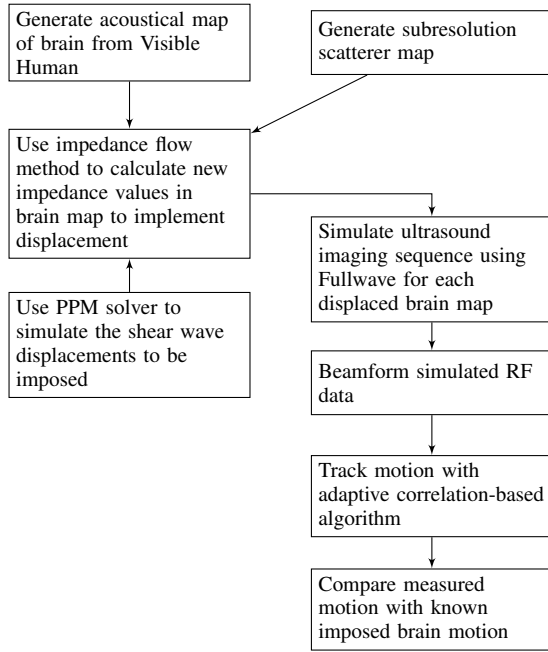 Generate acoustical map
of brain from Visible
Human
Generate subresolution
scatterer map
Use impedance flow
method to calculate new
impedance values in
brain map to implement
displacement
Use PPM solver to
simulate the shear wave
displacements to be
imposed
Simulate ultrasound
imaging sequence using
Fullwave for each
displaced brain map
Beamform simulated RF
data
Track motion with
adaptive correlation-based
algorithm
Compare measured
motion with known
imposed brain motion